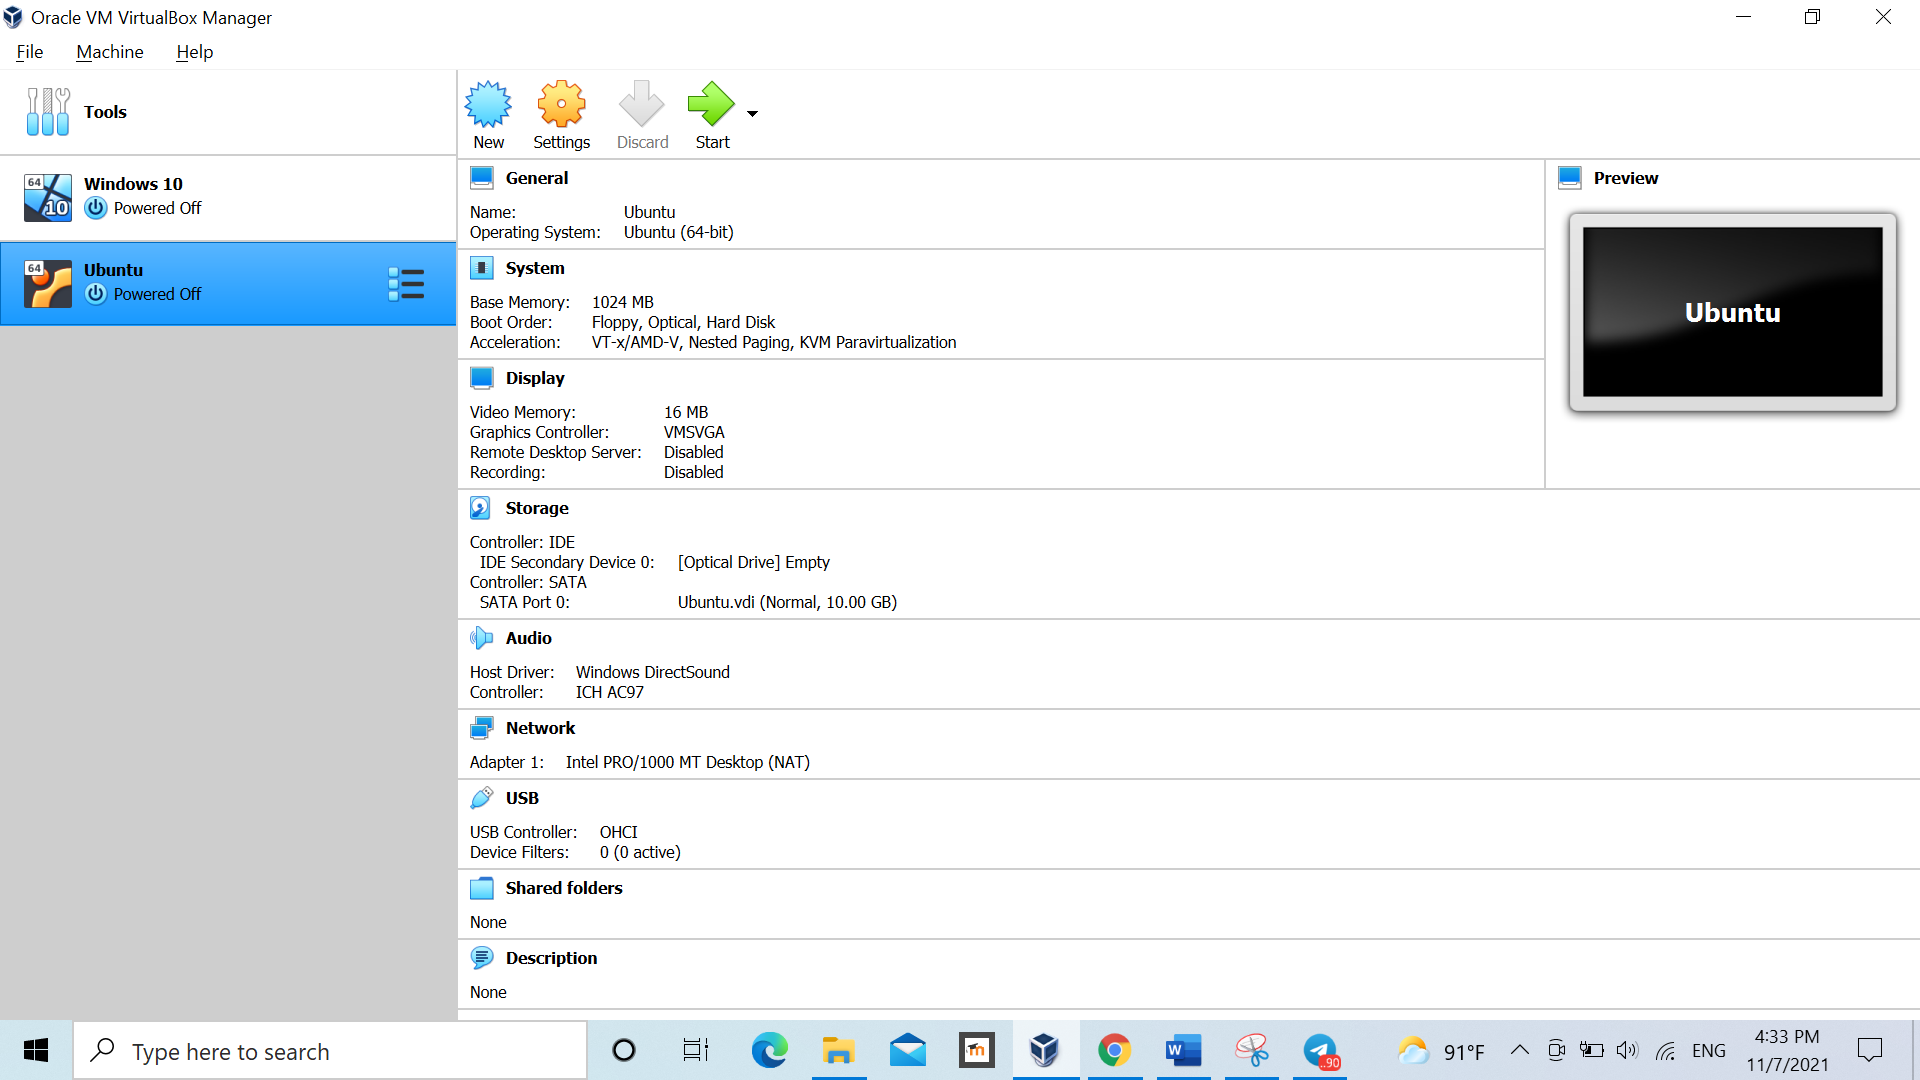 Oracle VM VirtualBox Manager
File Machine Help
Tools
New Settings Discard Start
64
10
Windows 10
Powered Off
64
Ubuntu
Powered Off
General
Name: Ubuntu
Operating System: Ubuntu (64-bit)
System
Base Memory: 1024 MB
Boot Order: Floppy, Optical, Hard Disk
Acceleration: VT-x/AMD-V, Nested Paging, KVM Paravirtualization
Display
Video Memory: 16 MB
Graphics Controller: VMSVGA
Remote Desktop Server: Disabled
Recording: Disabled
Preview
Ubuntu
Storage
Controller: IDE
IDE Secondary Device 0: [Optical Drive] Empty
Controller: SATA
SATA Port 0: Ubuntu.vdi (Normal, 10.00 GB)
Audio
Host Driver: Windows DirectSound
Controller: ICH AC97
Network
Adapter 1: Intel PRO/1000 MT Desktop (NAT)
USB
USB Controller: OHCI
Device Filters: 0 (0 active)
Shared folders
None
Description
None
Type here to search
m
W
..90
91°F
ENG
4:33 PM
11/7/2021